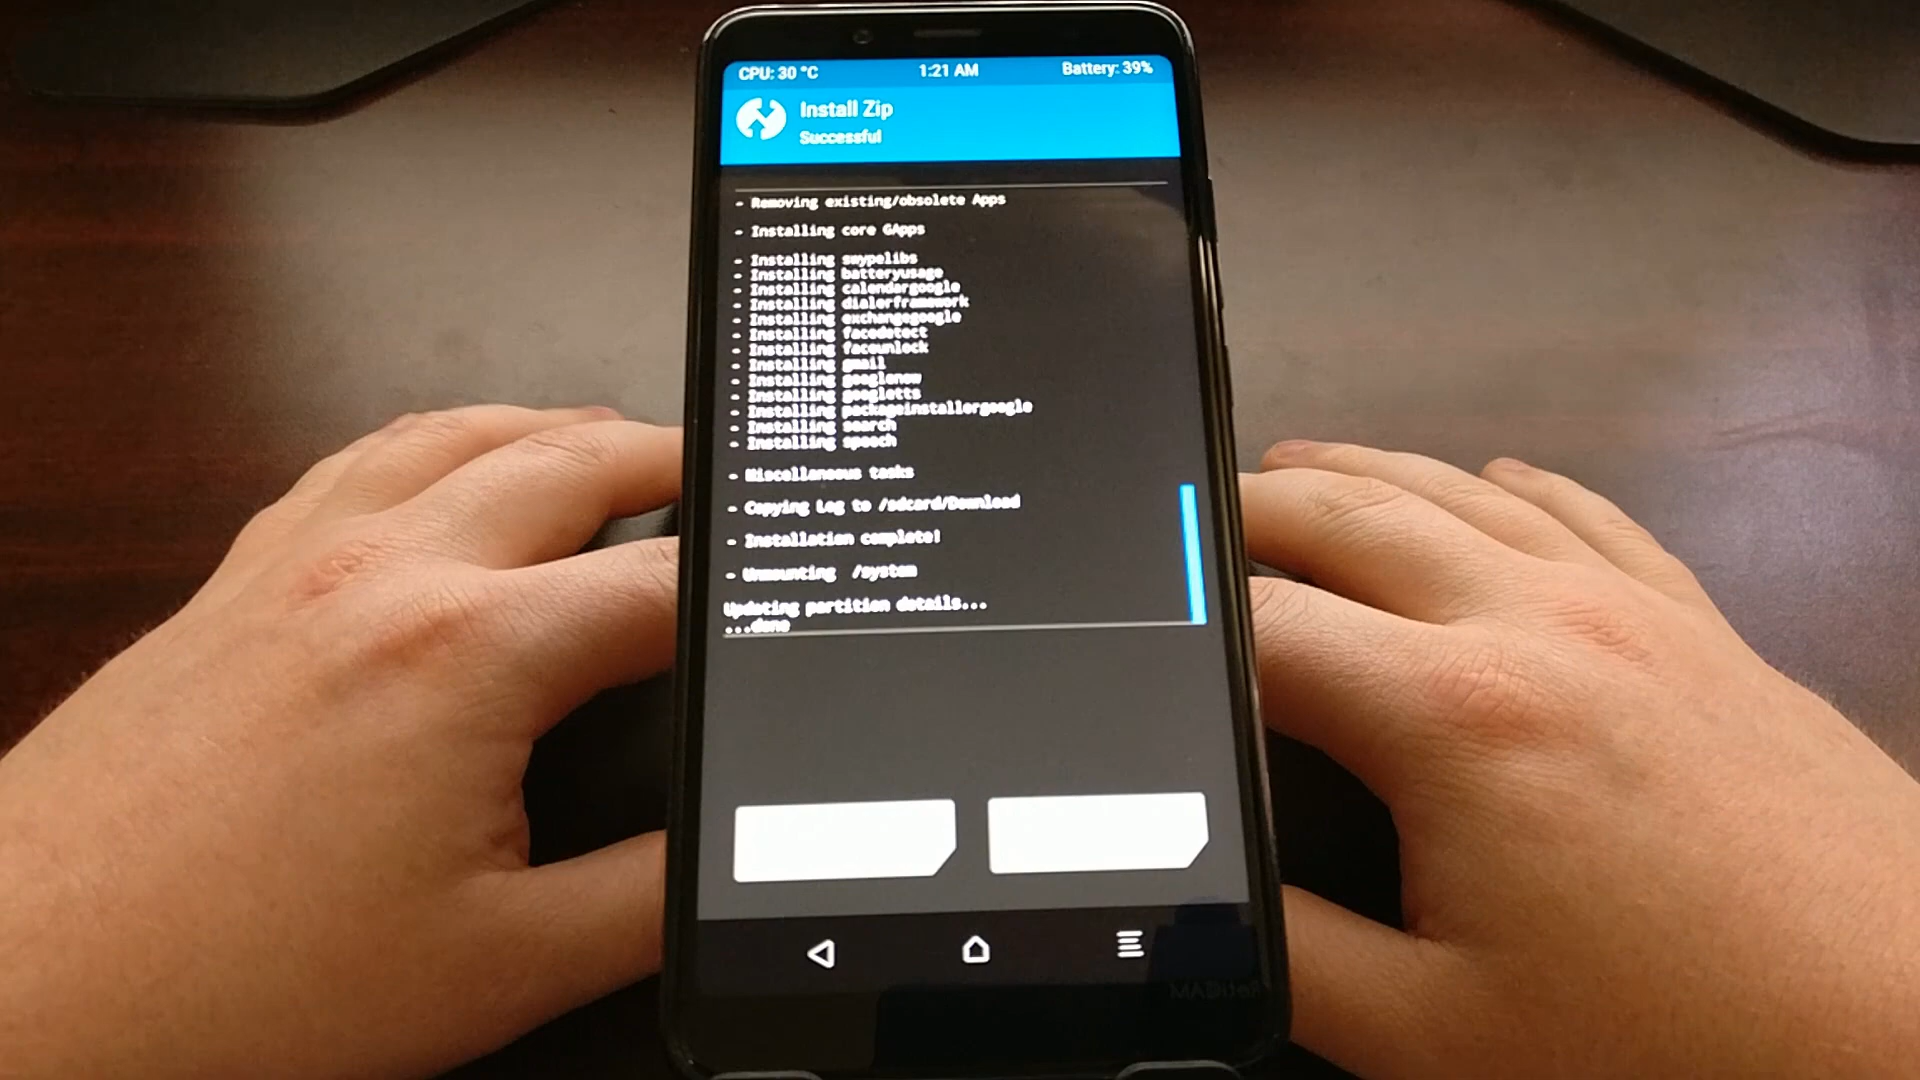 CPU: 30 °C 1:21 AM Battery: 39%
Install Zip
Successful
- Removing existing/obsolete Apps
- Installing core GApps
- Installing swypelibs
- Installing batteryusage
- Installing calendargoogle
- Installing dialerframework
- Installing exchangegoogle
- Installing facedetect
- Installing faceunlock
- Installing gmail
- Installing googlenow
- Installing googletts
- Installing packageinstallergoogle
- Installing search
- Installing speech
- Miscellaneous tasks
- Copying Log to /sdcard/Download
- Installation complete!
- Unmounting /system
Updating partition details...
...done